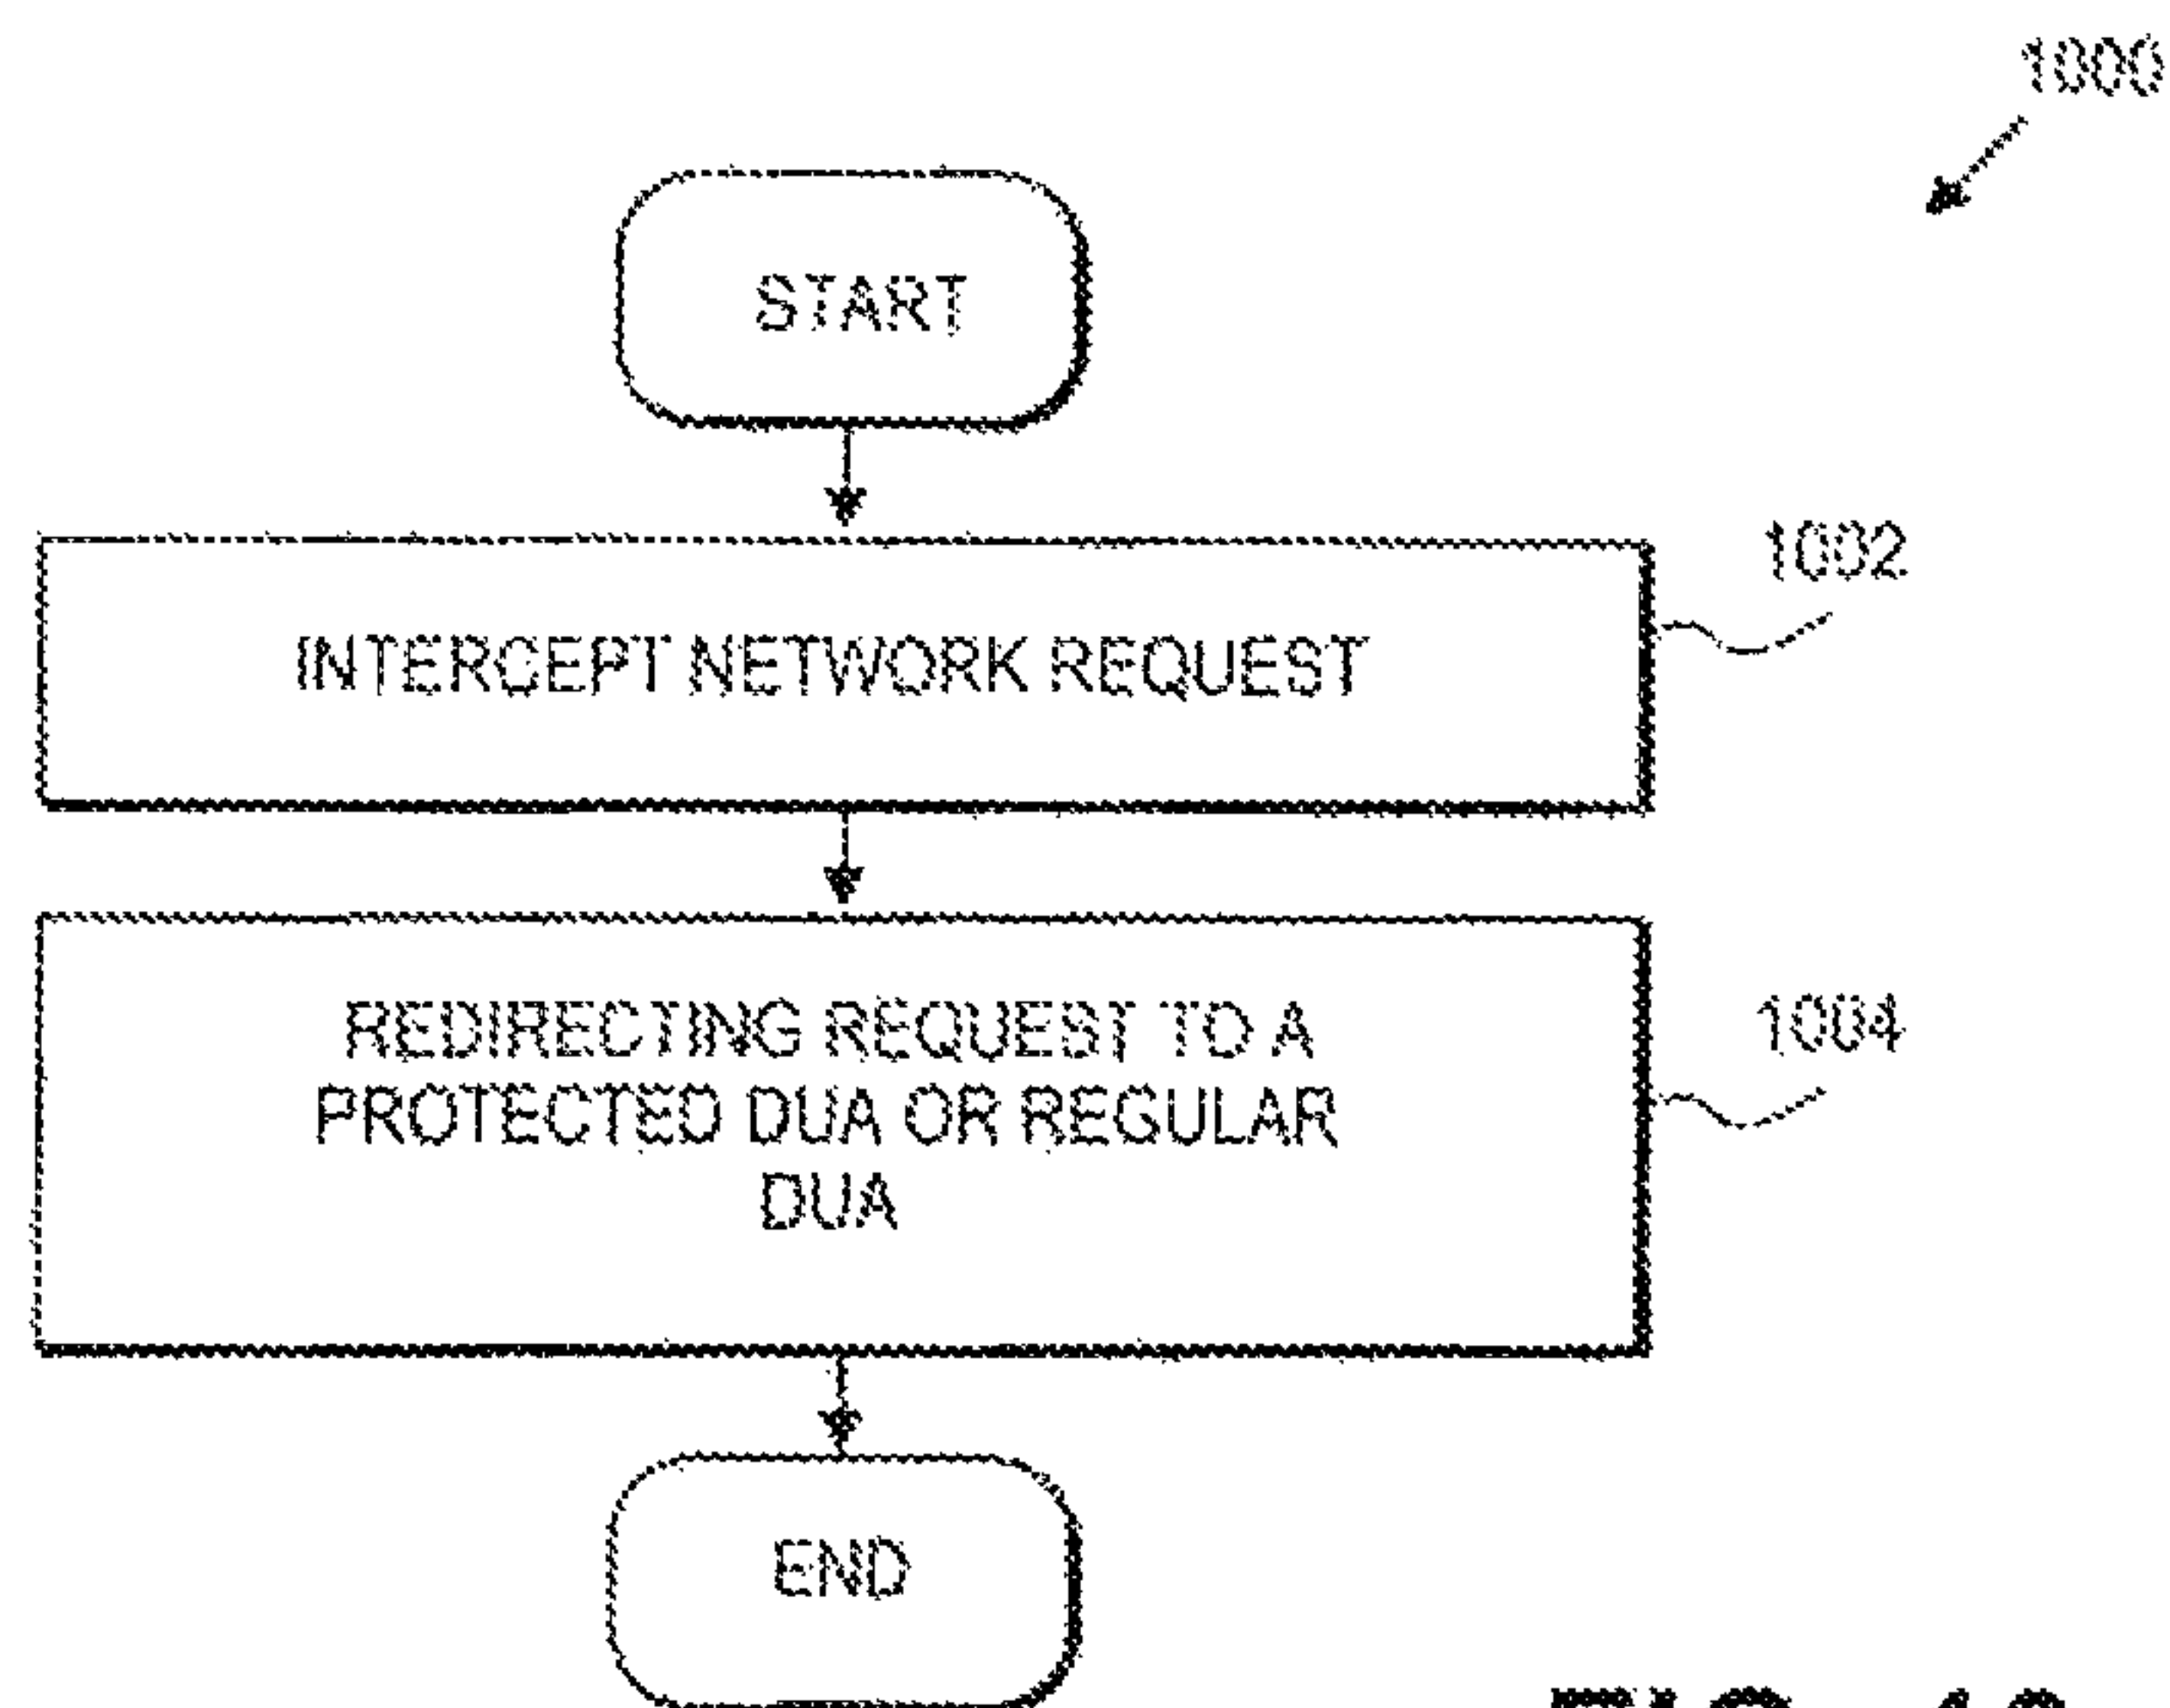 1000
START
1002
INTERCEPT NETWORK REQUEST
1004
REDIRECTING REQUEST TO A
PROTECTED DUA OR REGULAR
DUA
END